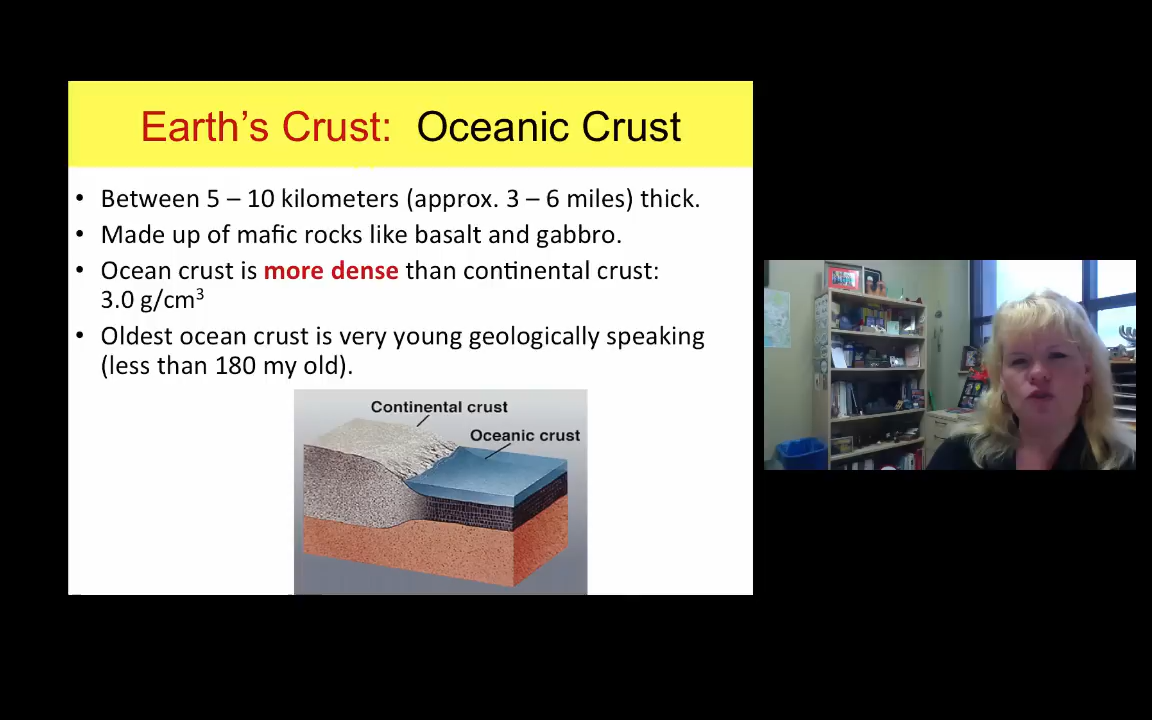 Earth’s Crust: Oceanic Crust
• Between 5 – 10 kilometers (approx. 3 – 6 miles) thick.
• Made up of mafic rocks like basalt and gabbro.
• Ocean crust is more dense than continental crust:
3.0 g/cm³
• Oldest ocean crust is very young geologically speaking
(less than 180 my old).
Continental crust
Oceanic crust